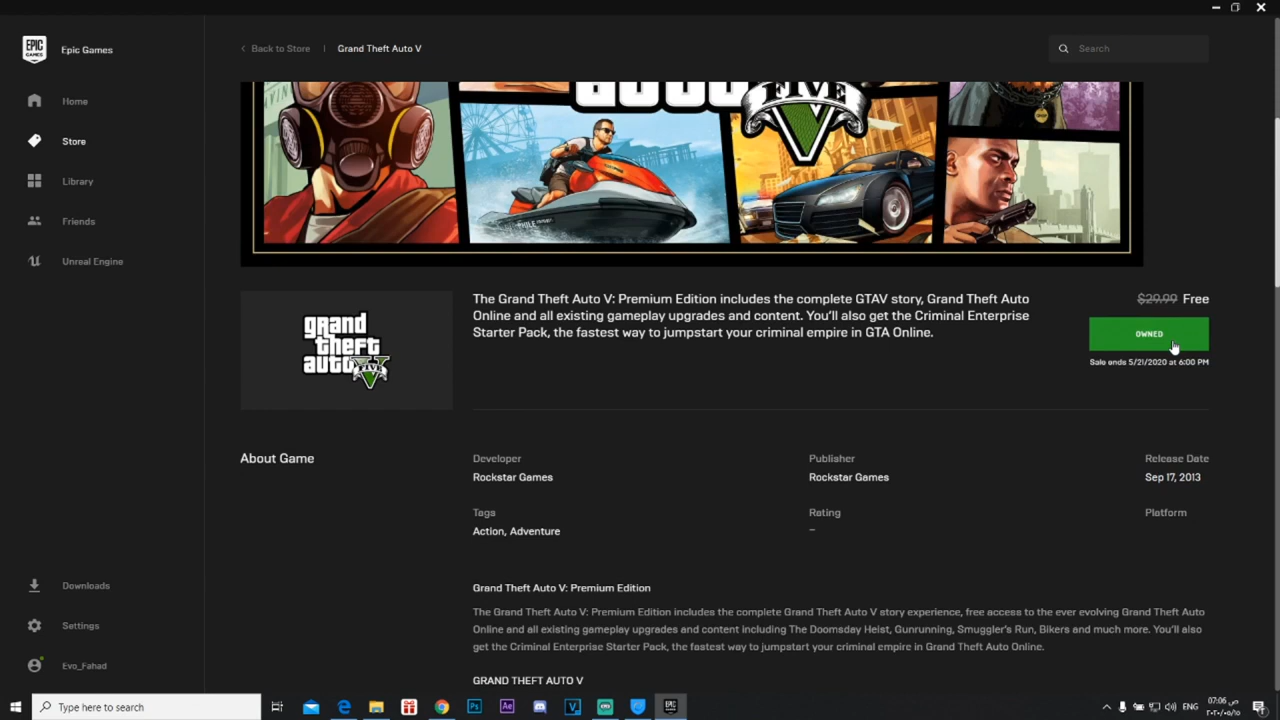 EPIC GAMES
Epic Games
Home
Store
Library
Friends
Unreal Engine
Downloads
Settings
Evo_Fahad
Back to Store | Grand Theft Auto V
Search
FIVE
The Grand Theft Auto V: Premium Edition includes the complete GTAV story, Grand Theft Auto
Online and all existing gameplay upgrades and content. You'll also get the Criminal Enterprise
Starter Pack, the fastest way to jumpstart your criminal empire in GTA Online.
$29.99 Free
OWNED
Sale ends 5/21/2020 at 6:00 PM
grand
theft
auto V
FIVE
About Game
Developer
Rockstar Games
Publisher
Rockstar Games
Release Date
Sep 17, 2013
Tags
Action, Adventure
Rating
–
Platform
Grand Theft Auto V: Premium Edition
The Grand Theft Auto V: Premium Edition includes the complete Grand Theft Auto V story experience, free access to the ever evolving Grand Theft Auto
Online and all existing gameplay upgrades and content including The Doomsday Heist, Gunrunning, Smuggler's Run, Bikers and much more. You'll also
get the Criminal Enterprise Starter Pack, the fastest way to jumpstart your criminal empire in Grand Theft Auto Online.
GRAND THEFT AUTO V
Type here to search
Ps
Ae
V
ENG
07:06 ص